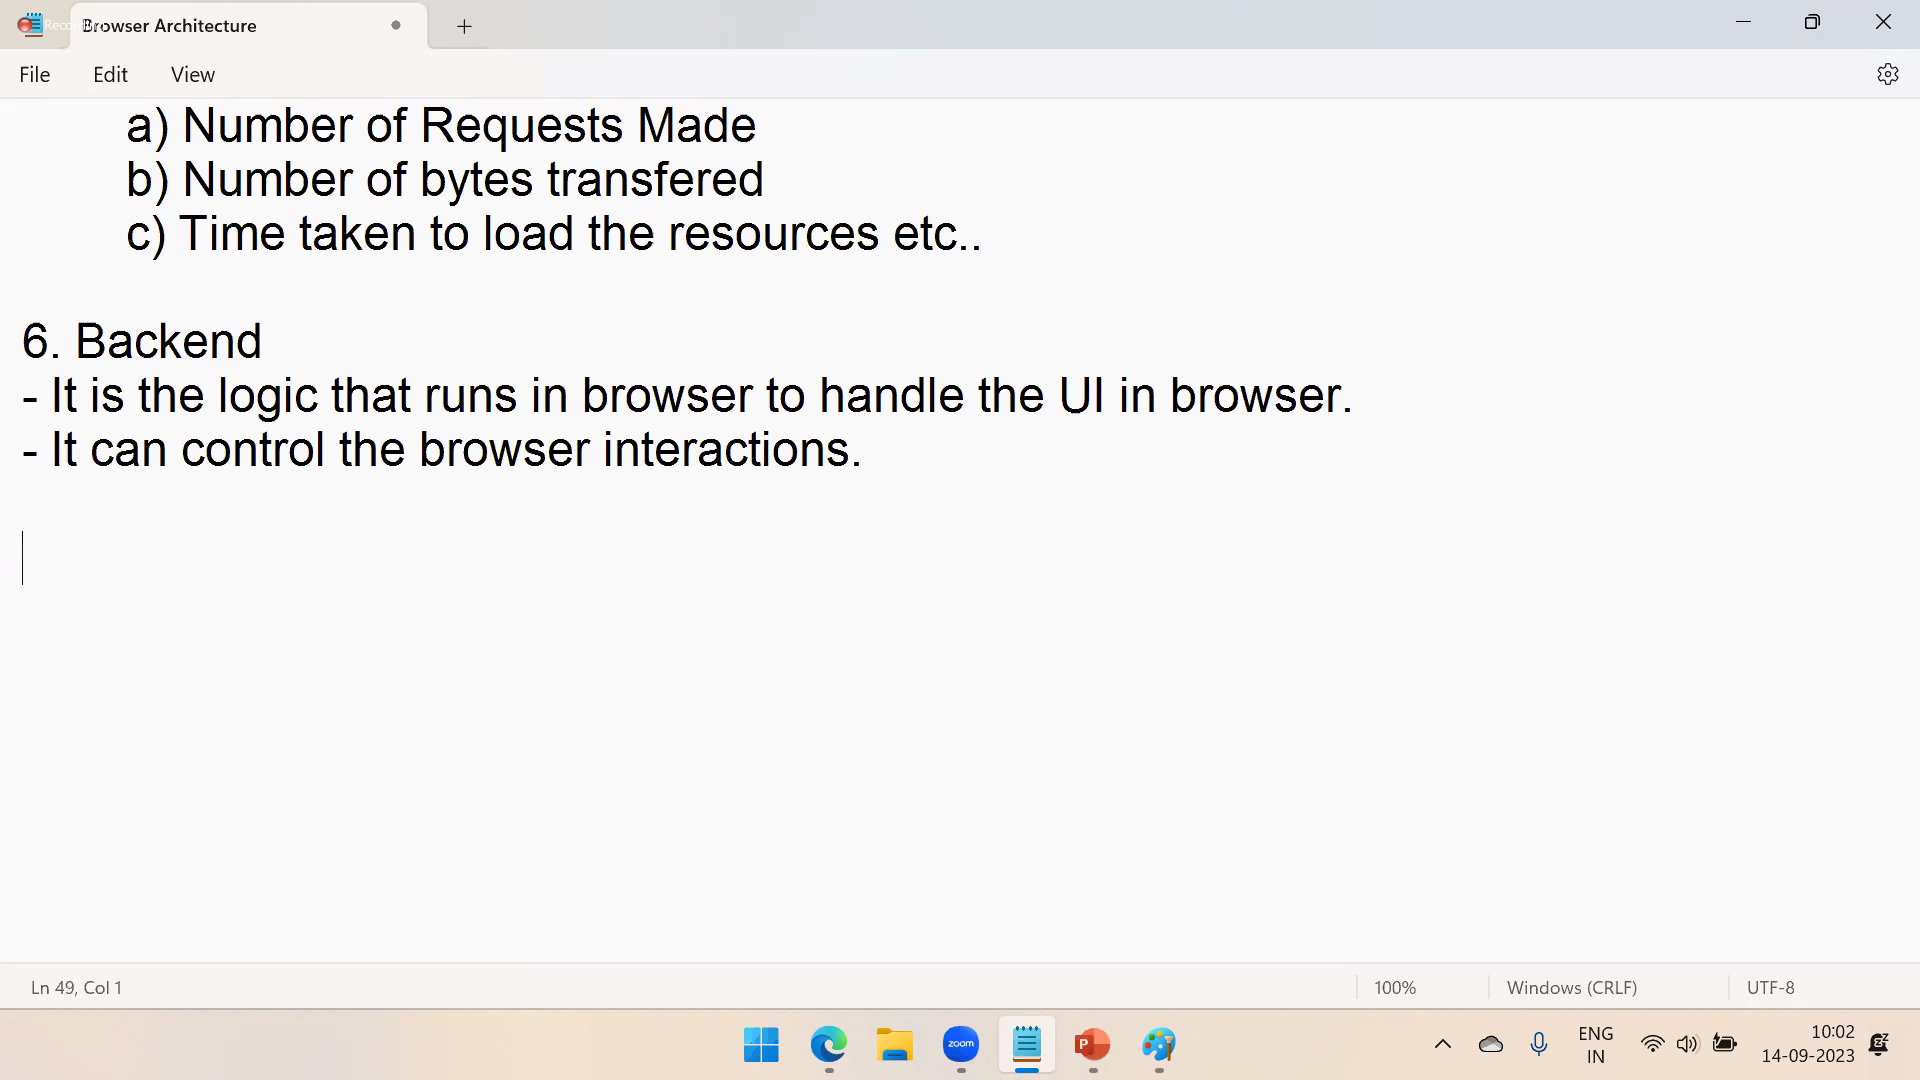 Recording
Browser Architecture
File Edit View
a) Number of Requests Made
b) Number of bytes transfered
c) Time taken to load the resources etc..
6. Backend
- It is the logic that runs in browser to handle the UI in browser.
- It can control the browser interactions.
Ln 49, Col 1 100% Windows (CRLF) UTF-8
zoom
P
ENG
IN
10:02
14-09-2023